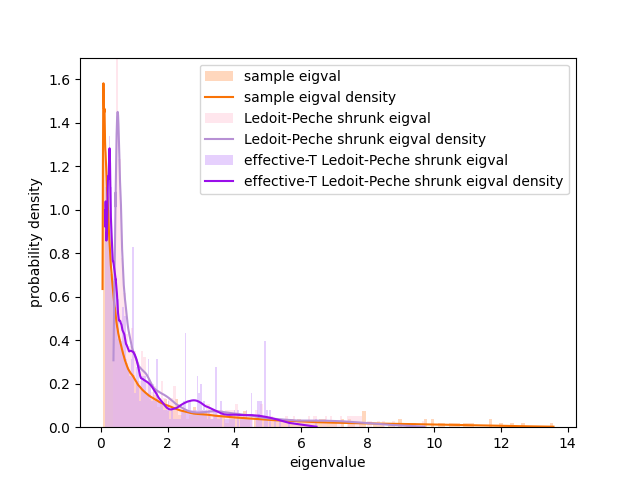 sample eigval
sample eigval density
Ledoit-Peche shrunk eigval
Ledoit-Peche shrunk eigval density
effective-T Ledoit-Peche shrunk eigval
effective-T Ledoit-Peche shrunk eigval density
probability density
1.6
1.4
1.2
1.0
0.8
0.6
0.4
0.2
0.0
0 2 4 6 8 10 12 14
eigenvalue